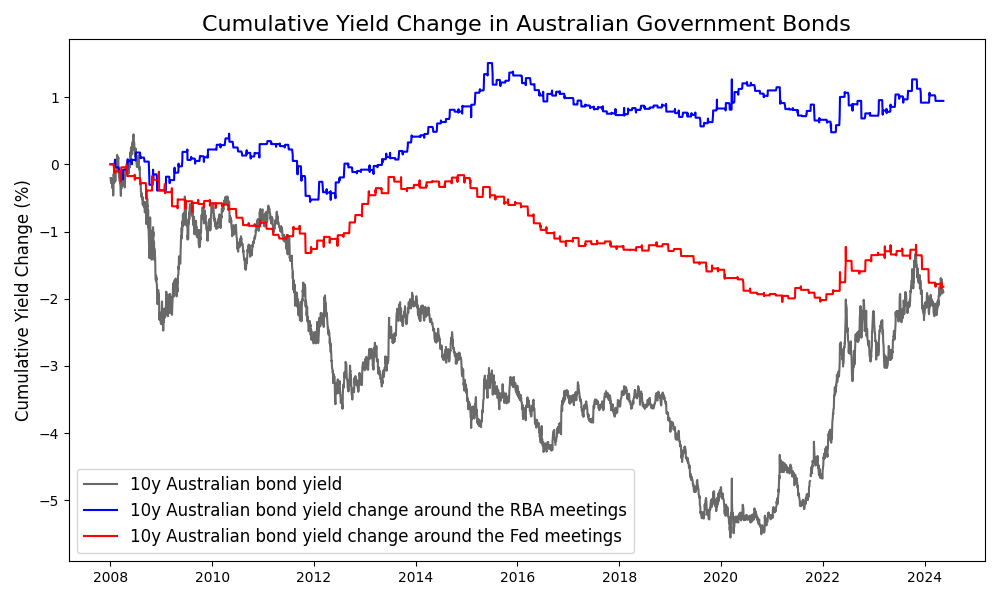 Cumulative Yield Change in Australian Government Bonds
Cumulative Yield Change (%)
1
0
−1
−2
−3
−4
−5
10y Australian bond yield
10y Australian bond yield change around the RBA meetings
10y Australian bond yield change around the Fed meetings
2008 2010 2012 2014 2016 2018 2020 2022 2024